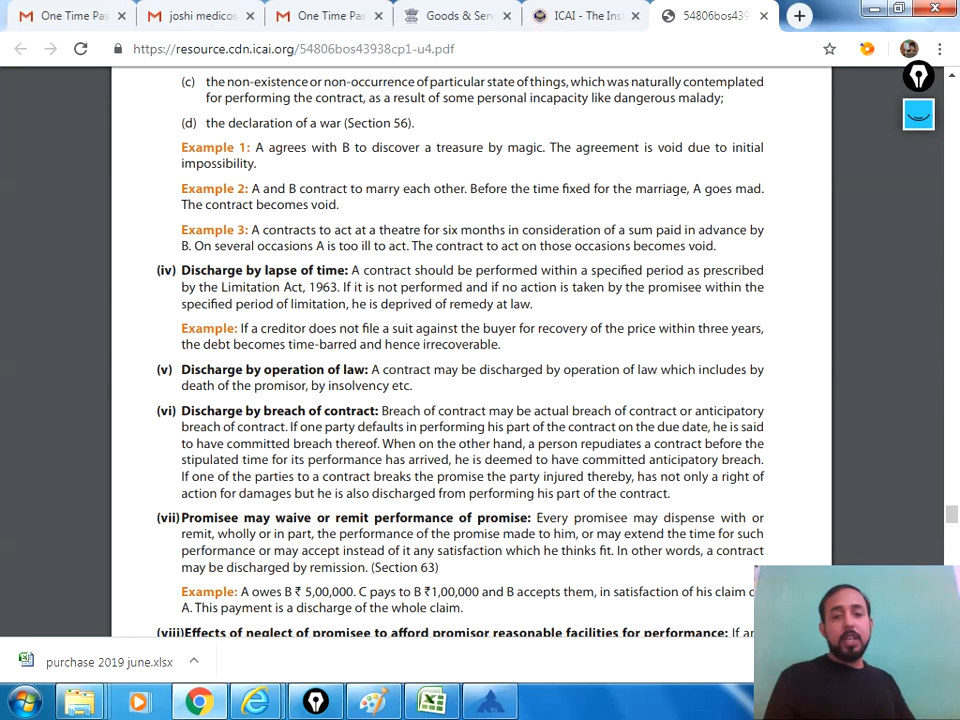 One Time Pas
joshi medicos
One Time Pas
Goods & Serv
ICAI - The Ins
54806bos439
https://resource.cdn.icai.org/54806bos43938cp1-u4.pdf
(c) the non-existence or non-occurrence of particular state of things, which was naturally contemplated
for performing the contract, as a result of some personal incapacity like dangerous malady;
(d) the declaration of a war (Section 56).
Example 1: A agrees with B to discover a treasure by magic. The agreement is void due to initial
impossibility.
Example 2: A and B contract to marry each other. Before the time fixed for the marriage, A goes mad.
The contract becomes void.
Example 3: A contracts to act at a theatre for six months in consideration of a sum paid in advance by
B. On several occasions A is too ill to act. The contract to act on those occasions becomes void.
(iv) Discharge by lapse of time: A contract should be performed within a specified period as prescribed
by the Limitation Act, 1963. If it is not performed and if no action is taken by the promisee within the
specified period of limitation, he is deprived of remedy at law.
Example: If a creditor does not file a suit against the buyer for recovery of the price within three years,
the debt becomes time-barred and hence irrecoverable.
(v) Discharge by operation of law: A contract may be discharged by operation of law which includes by
death of the promisor, by insolvency etc.
(vi) Discharge by breach of contract: Breach of contract may be actual breach of contract or anticipatory
breach of contract. If one party defaults in performing his part of the contract on the due date, he is said
to have committed breach thereof. When on the other hand, a person repudiates a contract before the
stipulated time for its performance has arrived, he is deemed to have committed anticipatory breach.
If one of the parties to a contract breaks the promise the party injured thereby, has not only a right of
action for damages but he is also discharged from performing his part of the contract.
(vii) Promisee may waive or remit performance of promise: Every promisee may dispense with or
remit, wholly or in part, the performance of the promise made to him, or may extend the time for such
performance or may accept instead of it any satisfaction which he thinks fit. In other words, a contract
may be discharged by remission. (Section 63)
Example: A owes B ₹ 5,00,000. C pays to B ₹1,00,000 and B accepts them, in satisfaction of his claim
A. This payment is a discharge of the whole claim.
(viii)Effects of neglect of promisee to afford promisor reasonable facilities for performance: If
purchase 2019 june.xlsx